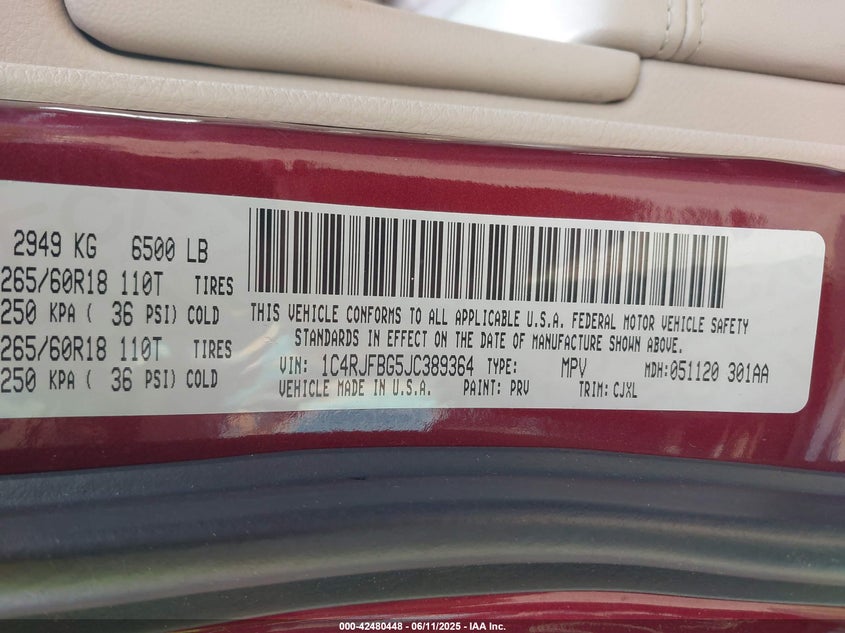 2949 KG 6500 LB
265/60R18 110T TIRES
250 KPA ( 36 PSI) COLD
265/60R18 110T TIRES
250 KPA ( 36 PSI) COLD
THIS VEHICLE CONFORMS TO ALL APPLICABLE U.S.A. FEDERAL MOTOR VEHICLE SAFETY
STANDARDS IN EFFECT ON THE DATE OF MANUFACTURE SHOWN ABOVE.
VIN: 1C4RJFBG5JC389364 TYPE: MPV MDH:051120 301AA
VEHICLE MADE IN U.S.A. PAINT: PRV TRIM: CJXL
000-42480448 - 06/11/2025 - IAA Inc.